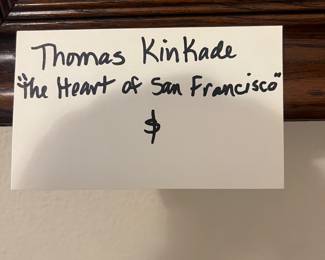 Thomas Kinkade
"The Heart of San Francisco"
$